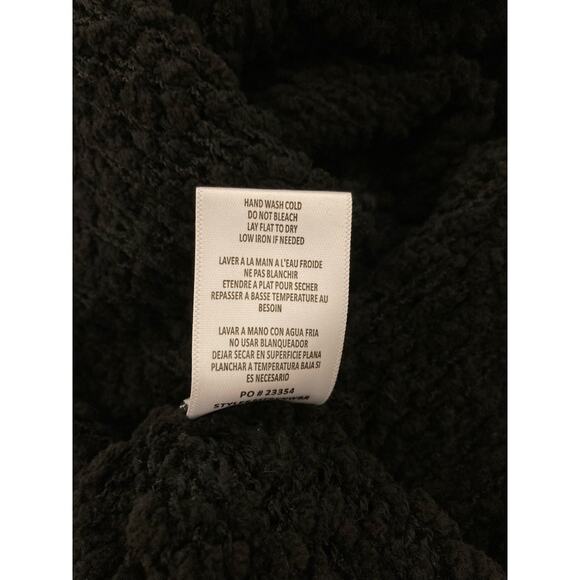 HAND WASH COLD
DO NOT BLEACH
LAY FLAT TO DRY
LOW IRON IF NEEDED
LAVER A LA MAIN A L'EAU FROIDE
NE PAS BLANCHIR
ETENDRE A PLAT POUR SECHER
REPASSER A BASSE TEMPERATURE AU
BESOIN
LAVAR A MANO CON AGUA FRIA
NO USAR BLANQUEADOR
DEJAR SECAR EN SUPERFICIE PLANA
PLANCHAR A TEMPERATURA BAJA SI
ES NECESARIO
PO # 23354